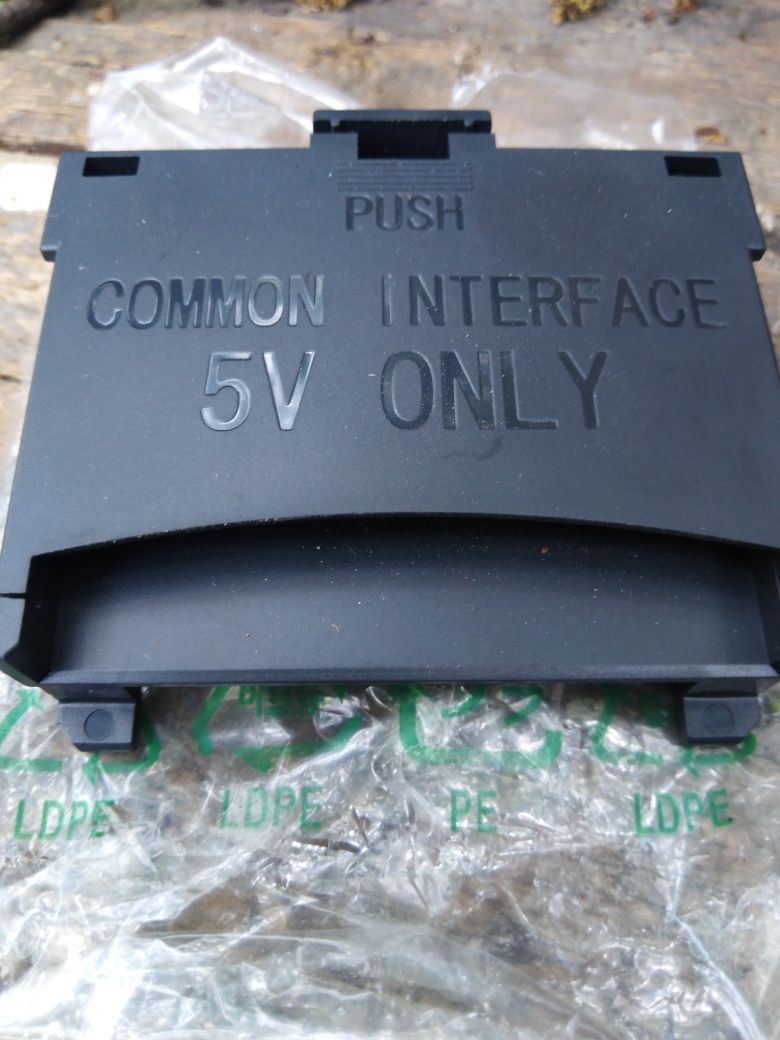 PUSH
COMMON INTERFACE
5V ONLY
LDPE LDPE PE LDPE